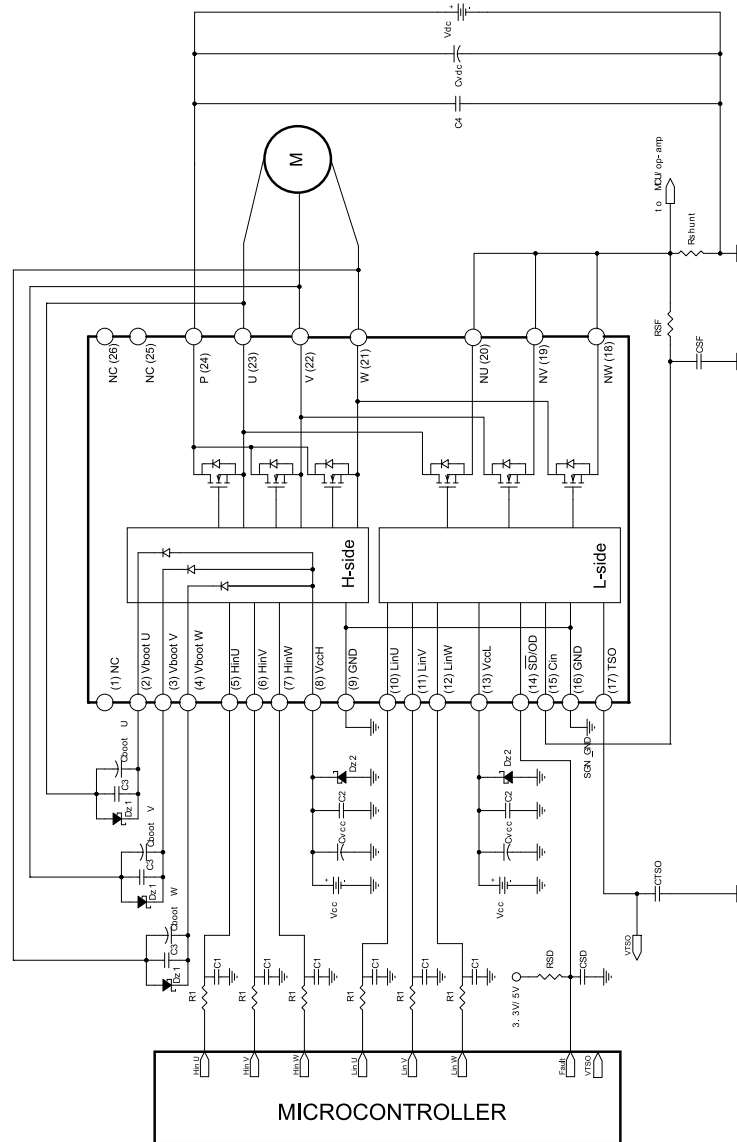 Vdc
+
Cvdc
C4
M
to MCU/op-amp
Rshunt
RSF
CSF
NC (26)
NC (25)
P (24)
U (23)
V (22)
W (21)
NU (20)
NV (19)
NW (18)
H-side
L-side
(1) NC
(2) Vboot U
(3) Vboot V
(4) Vboot W
(5) HinU
(6) HinV
(7) HinW
(8) VccH
(9) GND
(10) LinU
(11) LinV
(12) LinW
(13) VccL
(14) SD/OD
(15) Cin
(16) GND
(17) TSO
Cboot U
C3
Dz1
Cboot V
C3
Dz1
Cboot W
C3
Dz1
Dz2
C2
Cvcc
+
Vcc
Dz2
C2
Cvcc
+
Vcc
SGN_GND
CTSO
VTSO
R1
C1
R1
C1
R1
C1
R1
C1
R1
C1
R1
C1
3.3V/5V
RSD
CSD
Hin U
Hin V
Hin W
Lin U
Lin V
Lin W
Fault
VTSO
MICROCONTROLLER